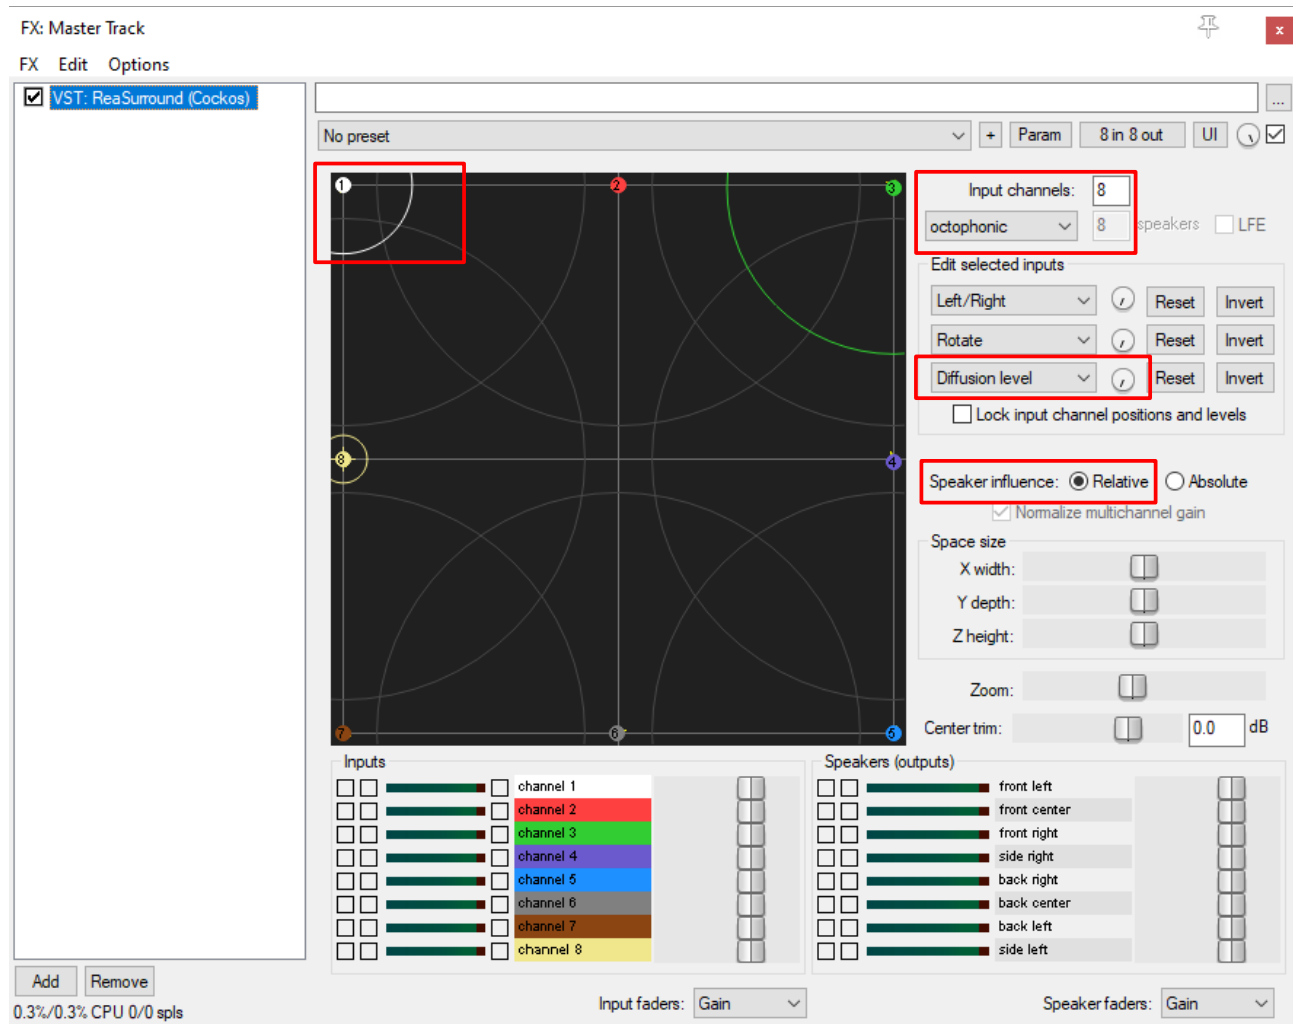 FX: Master Track
x
FX Edit Options
VST: ReaSurround (Cockos)
...
No preset + Param 8 in 8 out UI
1 2 3
Input channels: 8
octophonic 8 speakers LFE
Edit selected inputs
Left/Right Reset Invert
Rotate Reset Invert
Diffusion level Reset Invert
Lock input channel positions and levels
8 4
Speaker influence: Relative Absolute
Normalize multichannel gain
Space size
X width:
Y depth:
Z height:
Zoom:
Center trim: 0.0 dB
7 6 5
Inputs
channel 1
channel 2
channel 3
channel 4
channel 5
channel 6
channel 7
channel 8
Speakers (outputs)
front left
front center
front right
side right
back right
back center
back left
side left
Add Remove
0.3%/0.3% CPU 0/0 spls
Input faders: Gain
Speaker faders: Gain